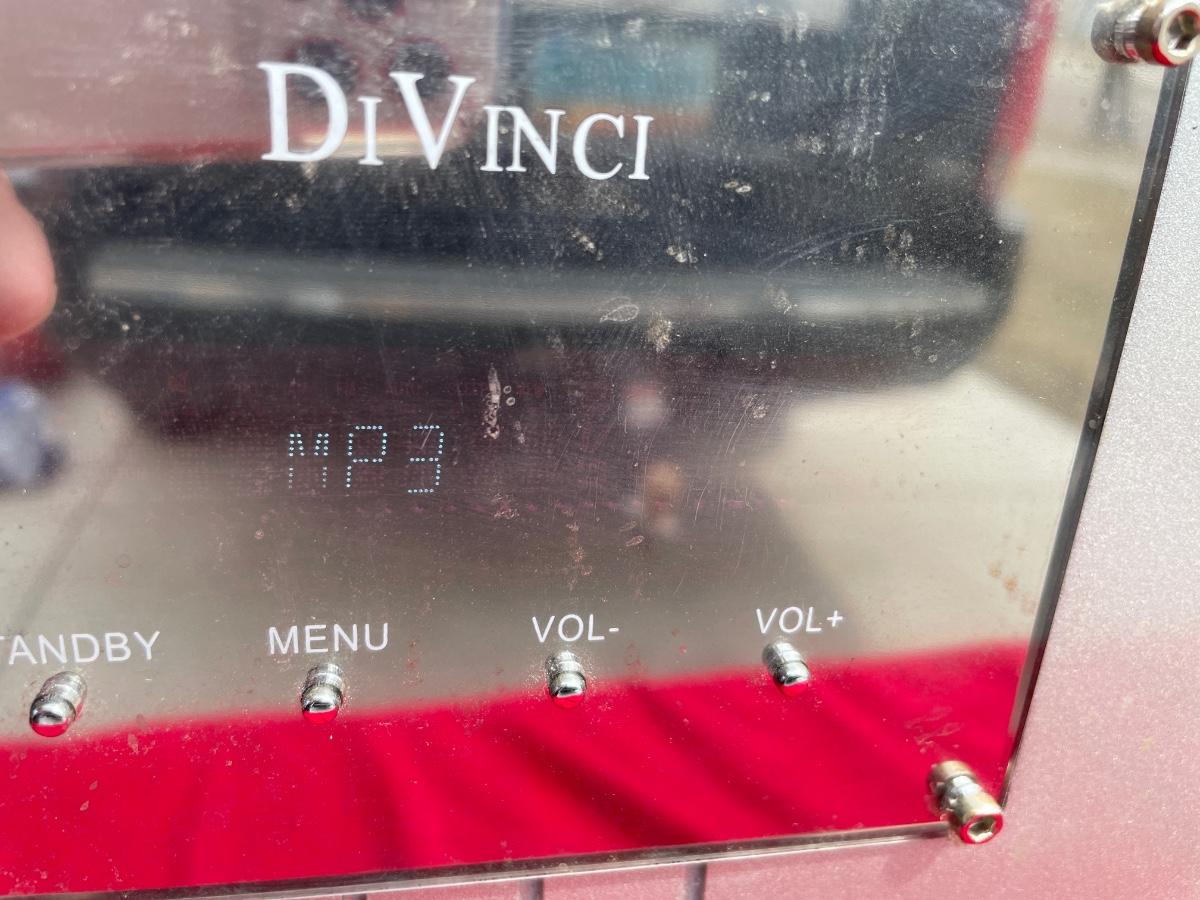 DIVINCI
MP3
TANDBY MENU VOL- VOL+